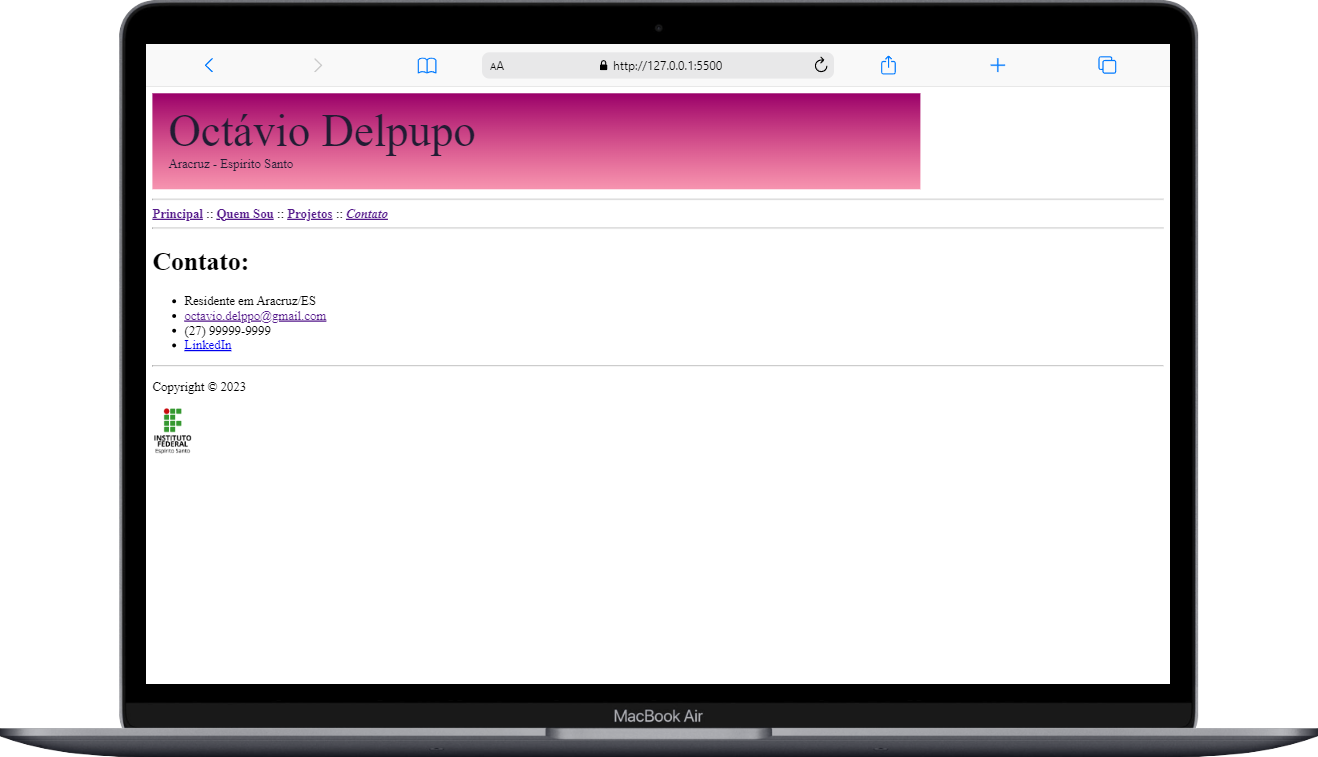 AA http://127.0.0.1:5500
Octávio Delpupo
Aracruz - Espirito Santo
Principal :: Quem Sou :: Projetos :: Contato
Contato:
• Residente em Aracruz/ES
• octavio.delppo@gmail.com
• (27) 99999-9999
• LinkedIn
Copyright © 2023
INSTITUTO
FEDERAL
Espírito Santo
MacBook Air